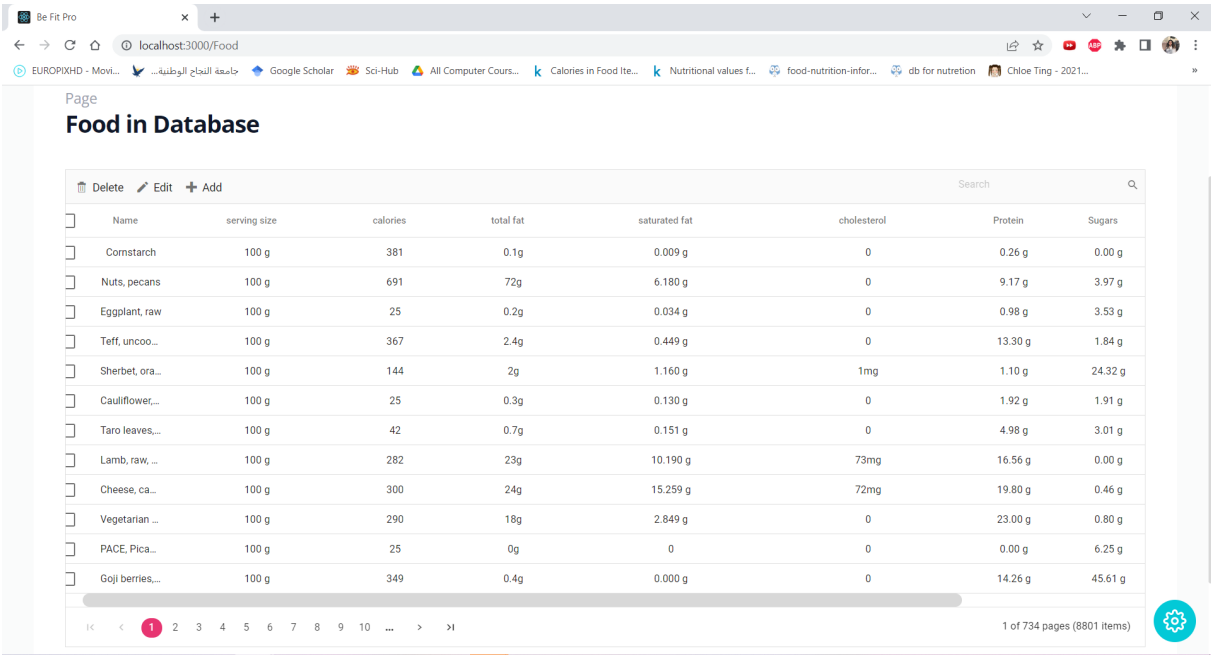 Be Fit Pro
localhost:3000/Food
EUROPIXHD - Movi... جامعة النجاح الوطنية... Google Scholar Sci-Hub All Computer Cours... Calories in Food Ite... Nutritional values f... food-nutrition-infor... db for nutretion Chloe Ting - 2021... »
ABP
Page
Food in Database
Delete Edit Add Search
Name serving size calories total fat saturated fat cholesterol Protein Sugars
Cornstarch 100 g 381 0.1g 0.009 g 0 0.26 g 0.00 g
Nuts, pecans 100 g 691 72g 6.180 g 0 9.17 g 3.97 g
Eggplant, raw 100 g 25 0.2g 0.034 g 0 0.98 g 3.53 g
Teff, uncoo... 100 g 367 2.4g 0.449 g 0 13.30 g 1.84 g
Sherbet, ora... 100 g 144 2g 1.160 g 1mg 1.10 g 24.32 g
Cauliflower,... 100 g 25 0.3g 0.130 g 0 1.92 g 1.91 g
Taro leaves,... 100 g 42 0.7g 0.151 g 0 4.98 g 3.01 g
Lamb, raw, ... 100 g 282 23g 10.190 g 73mg 16.56 g 0.00 g
Cheese, ca... 100 g 300 24g 15.259 g 72mg 19.80 g 0.46 g
Vegetarian ... 100 g 290 18g 2.849 g 0 23.00 g 0.80 g
PACE, Pica... 100 g 25 0g 0 0 0.00 g 6.25 g
Goji berries,... 100 g 349 0.4g 0.000 g 0 14.26 g 45.61 g
1 2 3 4 5 6 7 8 9 10 ... 1 of 734 pages (8801 items)